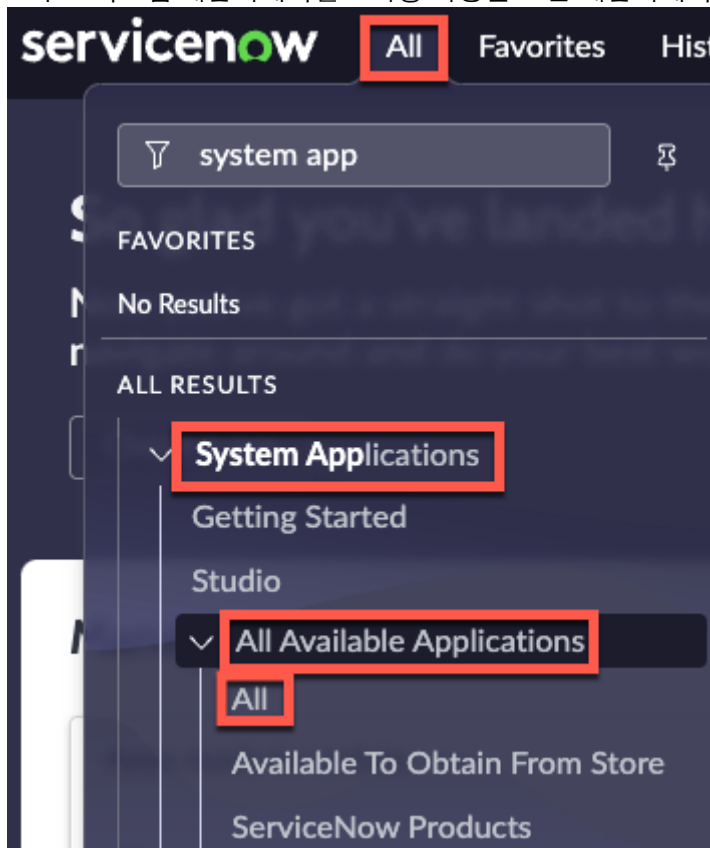 servicenow All Favorites His
system app
FAVORITES
No Results
ALL RESULTS
System Applications
Getting Started
Studio
All Available Applications
All
Available To Obtain From Store
ServiceNow Products